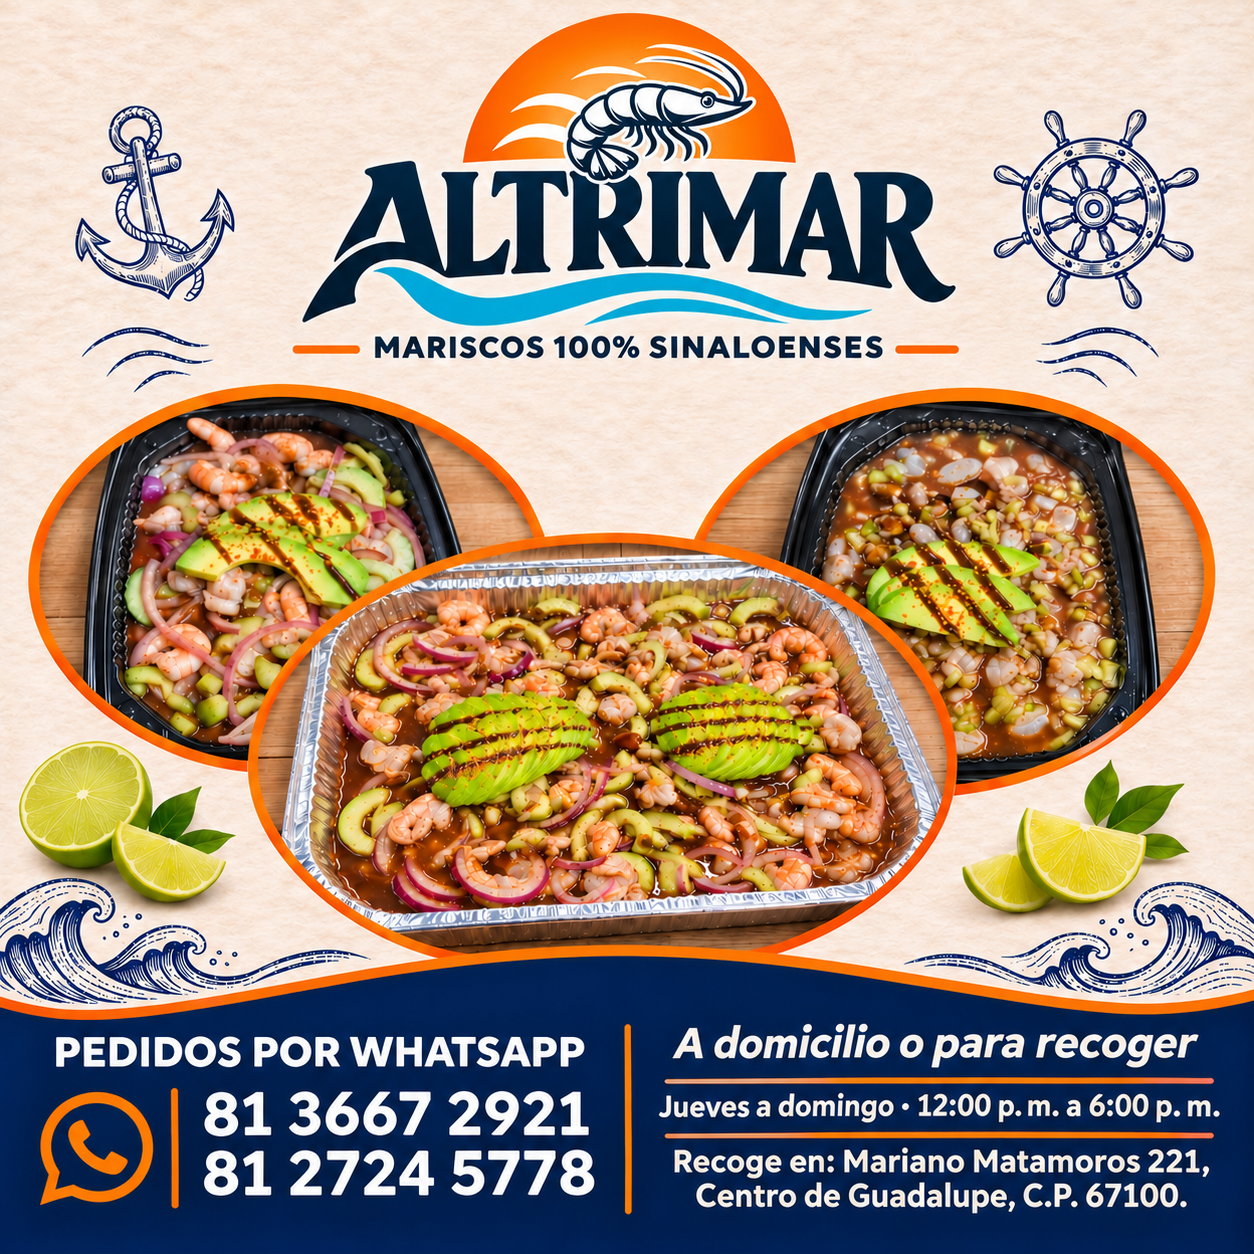 ALTRIMAR
MARISCOS 100% SINALOENSES
PEDIDOS POR WHATSAPP
81 3667 2921
81 2724 5778
A domicilio o para recoger
Jueves a domingo • 12:00 p. m. a 6:00 p. m.
Recoge en: Mariano Matamoros 221,
Centro de Guadalupe, C.P. 67100.